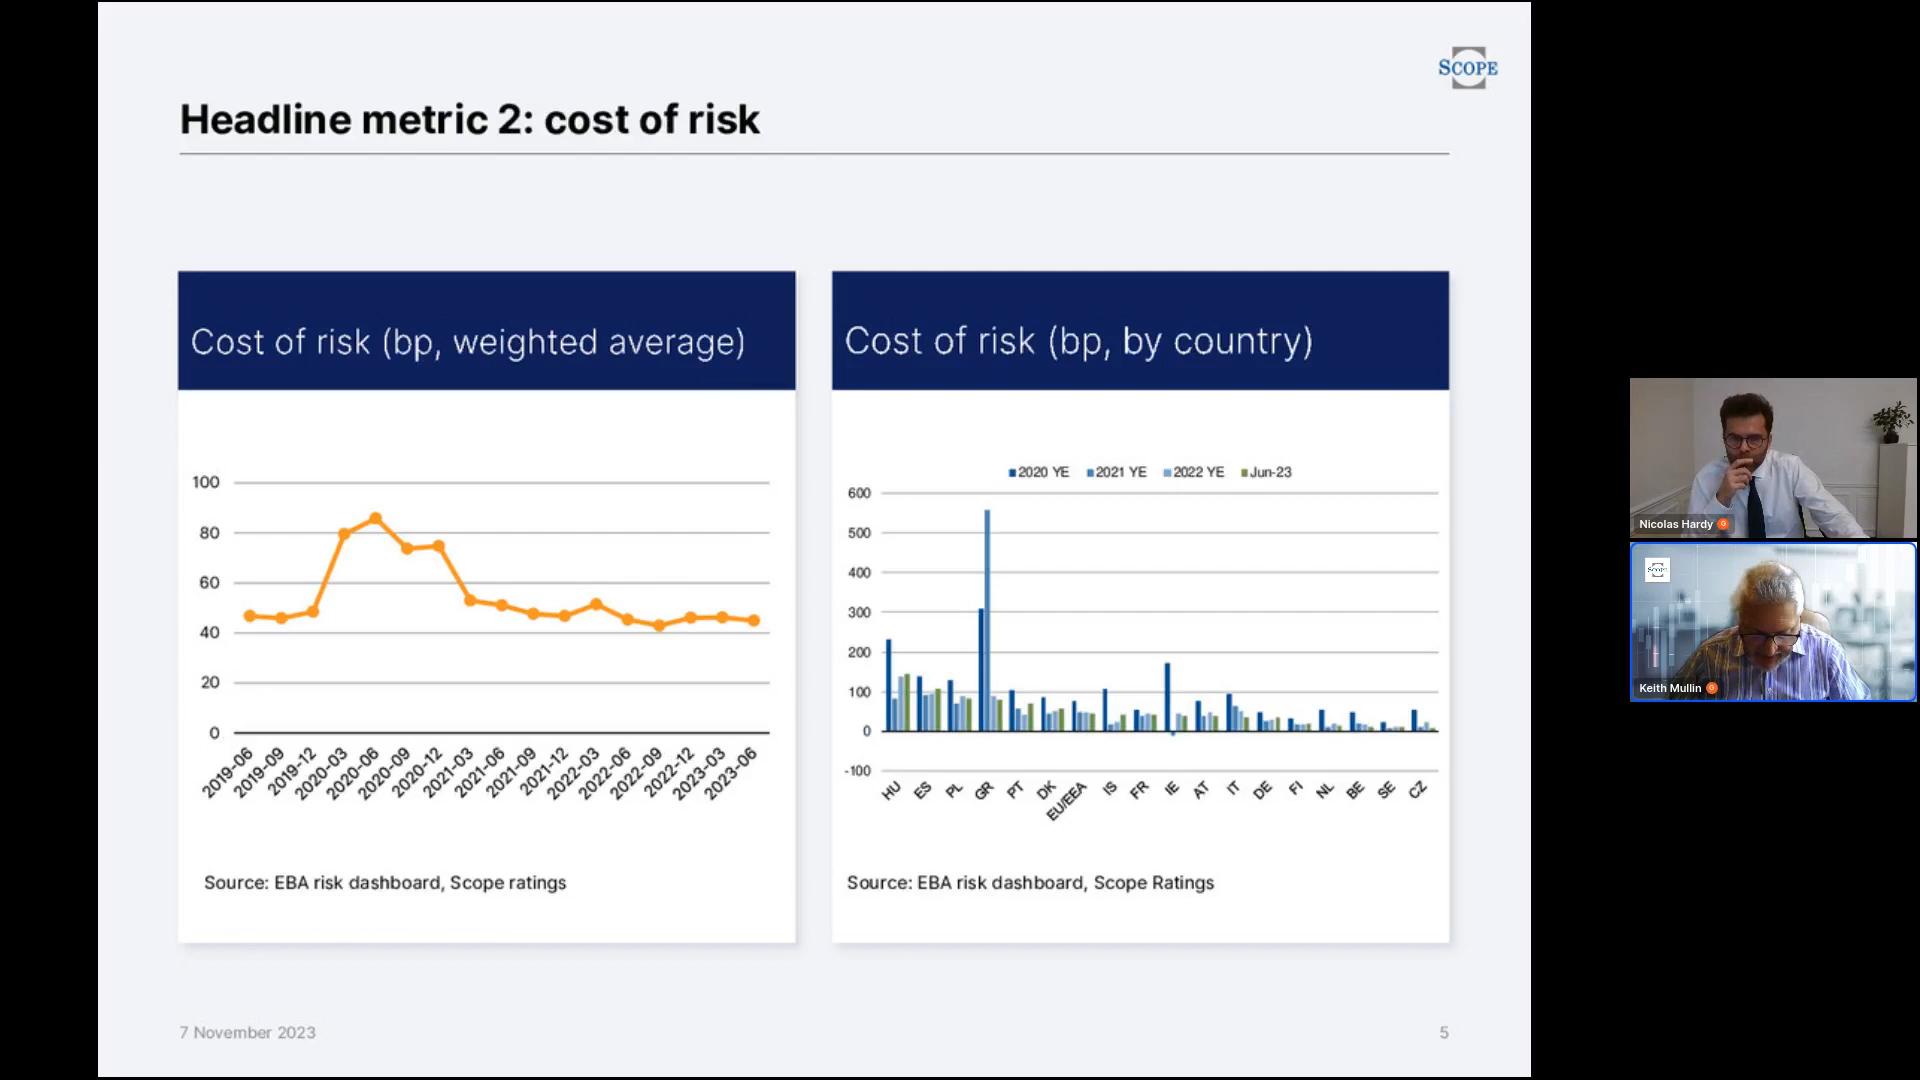 SCOPE
Headline metric 2: cost of risk
Cost of risk (bp, weighted average)
100
80
60
40
20
0
2019-06
2019-09
2019-12
2020-03
2020-06
2020-09
2020-12
2021-03
2021-06
2021-09
2021-12
2022-03
2022-06
2022-09
2022-12
2023-03
2023-06
Source: EBA risk dashboard, Scope ratings
Cost of risk (bp, by country)
2020 YE 2021 YE 2022 YE Jun-23
600
500
400
300
200
100
0
-100
HU
ES
PL
GR
PT
DK
EU/EEA
IS
FR
IE
AT
IT
DE
FI
NL
BE
SE
CZ
Source: EBA risk dashboard, Scope Ratings
7 November 2023
5
Nicolas Hardy
SCOPE
Keith Mullin